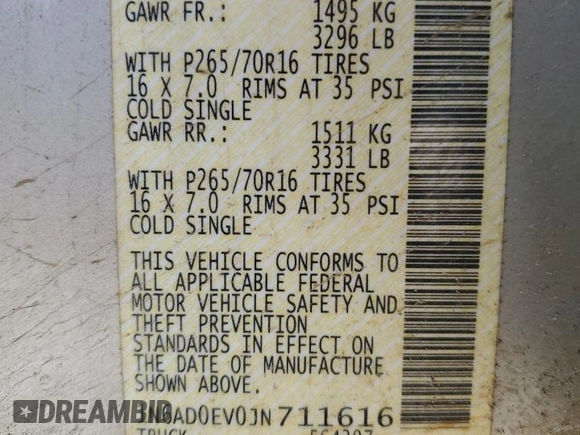 GAWR FR.: 1495 KG
3296 LB
WITH P265/70R16 TIRES
16 X 7.0 RIMS AT 35 PSI
COLD SINGLE
GAWR RR.: 1511 KG
3331 LB
WITH P265/70R16 TIRES
16 X 7.0 RIMS AT 35 PSI
COLD SINGLE
THIS VEHICLE CONFORMS TO
ALL APPLICABLE FEDERAL
MOTOR VEHICLE SAFETY AND
THEFT PREVENTION
STANDARDS IN EFFECT ON
THE DATE OF MANUFACTURE
SHOWN ABOVE.
1N6AD0EV0JN711616
DREAMBID
TRUCK